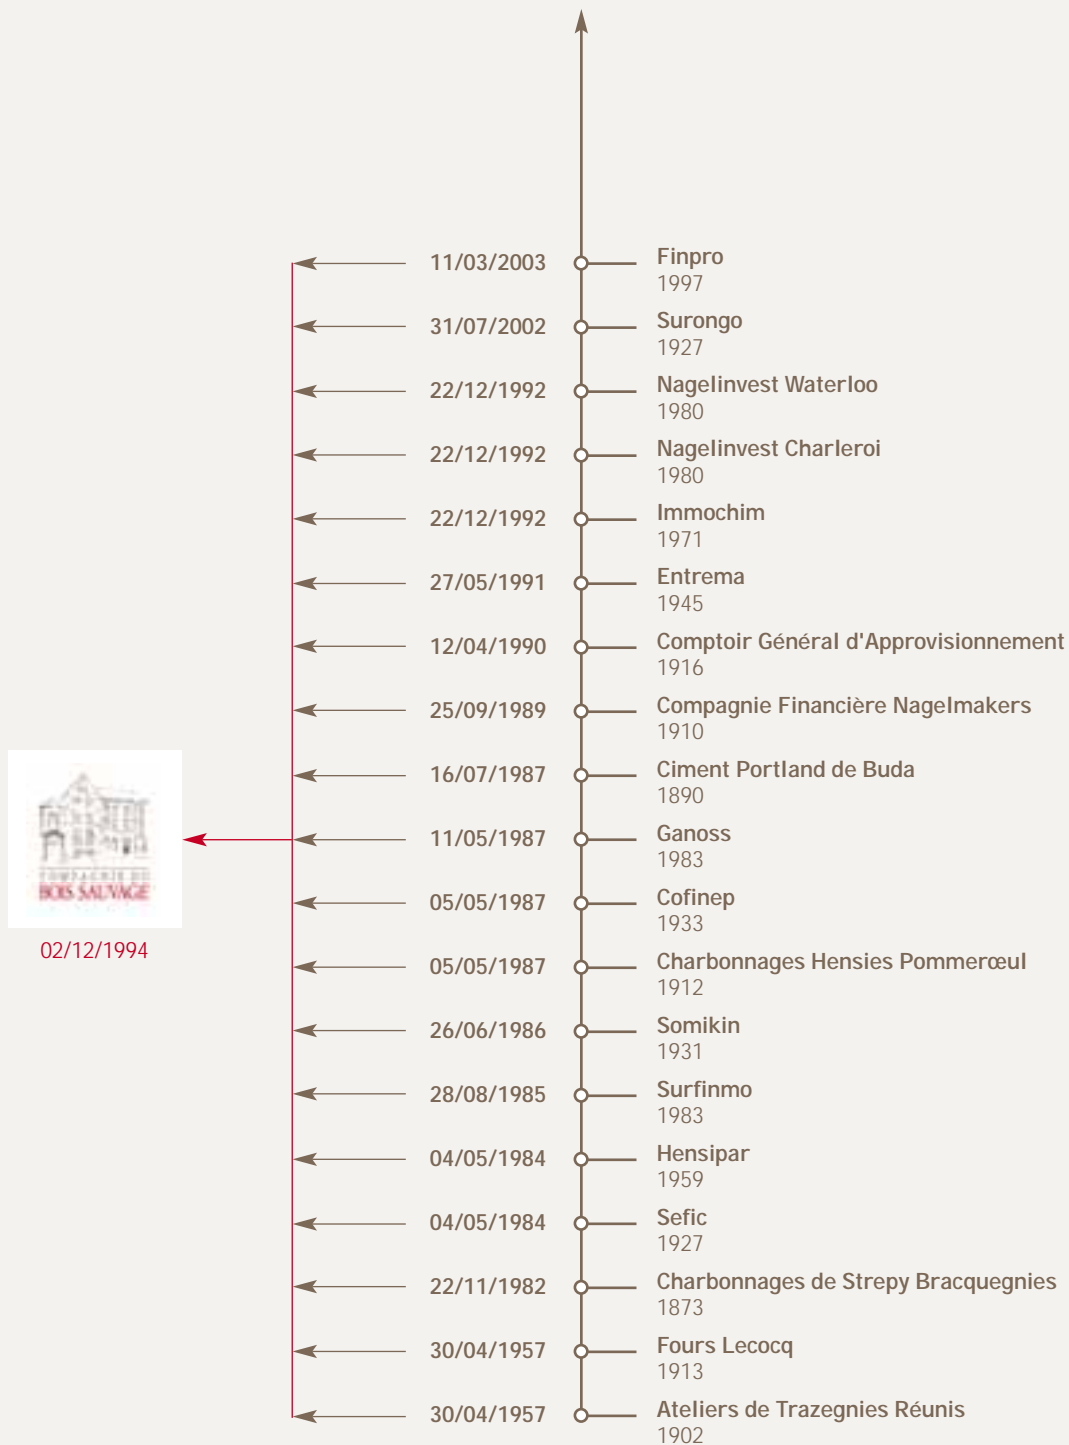 11/03/2003 Finpro
1997
31/07/2002 Surongo
1927
22/12/1992 Nagelinvest Waterloo
1980
22/12/1992 Nagelinvest Charleroi
1980
22/12/1992 Immochim
1971
27/05/1991 Entrema
1945
12/04/1990 Comptoir Général d'Approvisionnement
1916
25/09/1989 Compagnie Financière Nagelmakers
1910
16/07/1987 Ciment Portland de Buda
1890
11/05/1987 Ganoss
1983
05/05/1987 Cofinep
1933
05/05/1987 Charbonnages Hensies Pommerœul
1912
26/06/1986 Somikin
1931
28/08/1985 Surfinmo
1983
04/05/1984 Hensipar
1959
04/05/1984 Sefic
1927
22/11/1982 Charbonnages de Strepy Bracquegnies
1873
30/04/1957 Fours Lecocq
1913
30/04/1957 Ateliers de Trazegnies Réunis
1902
COMPAGNIE DU
BOIS SAUVAGE
02/12/1994